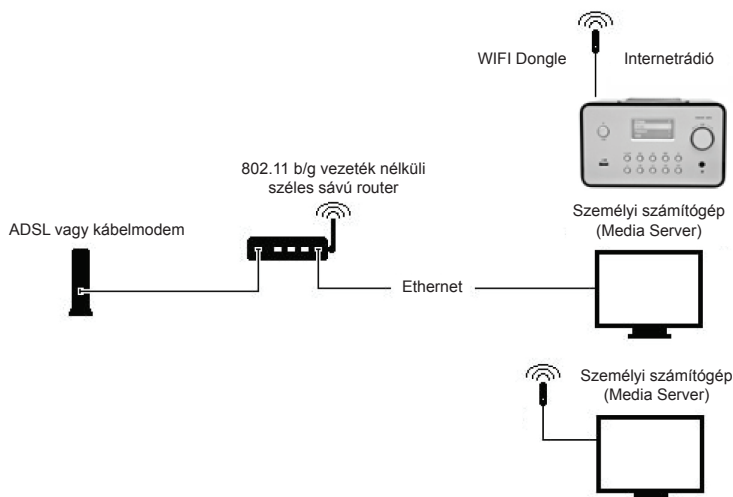 WIFI Dongle
Internetrádió
802.11 b/g vezeték nélküli
széles sávú router
Személyi számítógép
(Media Server)
ADSL vagy kábelmodem
Ethernet
Személyi számítógép
(Media Server)